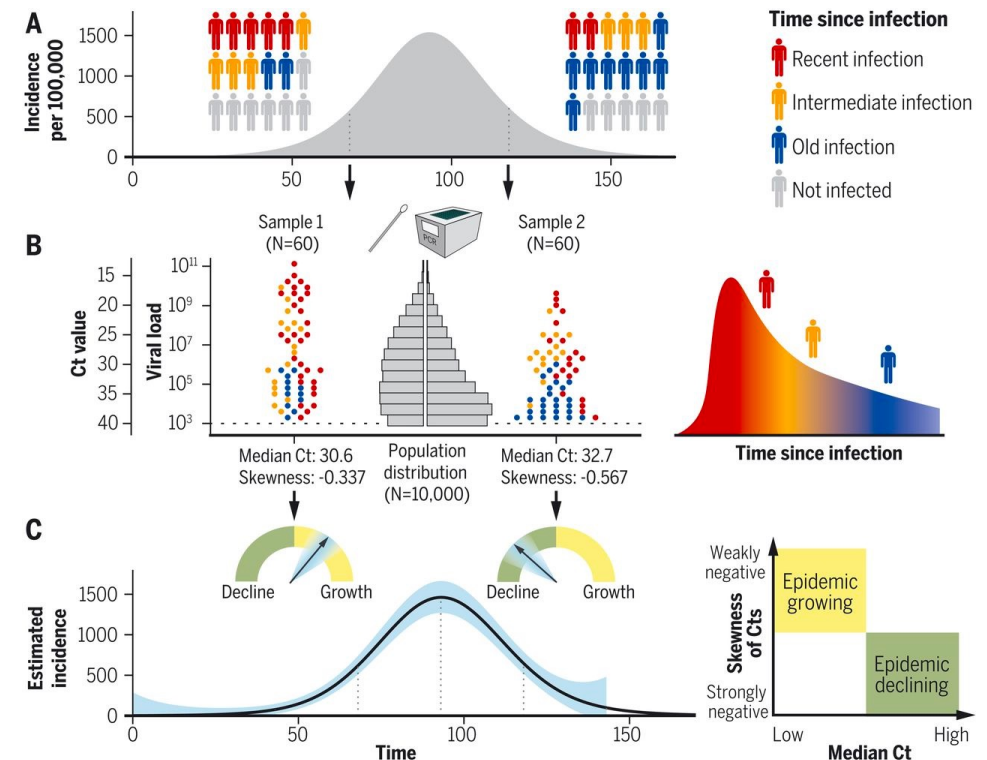 A
Incidence
per 100,000
1500
1000
500
0
0
50
100
150
Time since infection
Recent infection
Intermediate infection
Old infection
Not infected
B
Sample 1
(N=60)
PCR
Sample 2
(N=60)
Ct value
15
20
25
30
35
40
Viral load
10¹¹
10⁹
10⁷
10⁵
10³
Median Ct: 30.6
Skewness: -0.337
Population
distribution
(N=10,000)
Median Ct: 32.7
Skewness: -0.567
Time since infection
C
Decline
Growth
Decline
Growth
Estimated
incidence
1500
1000
500
0
0
50
100
150
Time
Skewness
of Cts
Weakly
negative
Strongly
negative
Epidemic
growing
Epidemic
declining
Low
High
Median Ct